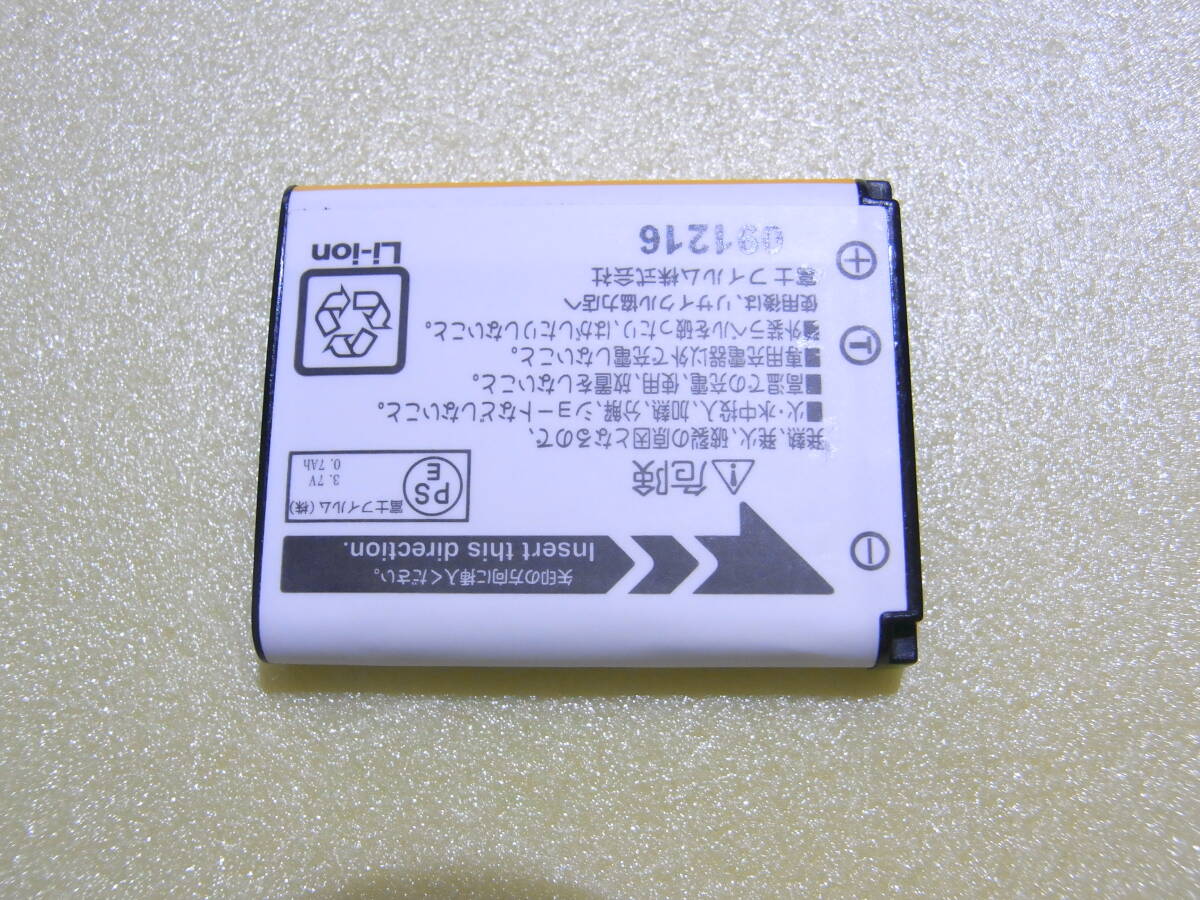 矢印の方向に挿入ください。
Insert this direction.
富士フイルム(株)
PS
E
3.7V
0.7Ah
危険
発熱、発火、破裂の原因となるので、
■火・水中投入、加熱、分解、ショートなどしないこと。
■高温での充電、使用、放置をしないこと。
■専用充電器以外で充電しないこと。
■外装ラベルを破ったり、はがしたりしないこと。
使用後は、リサイクル協力店へ
富士フイルム株式会社
091216
Li-ion
T